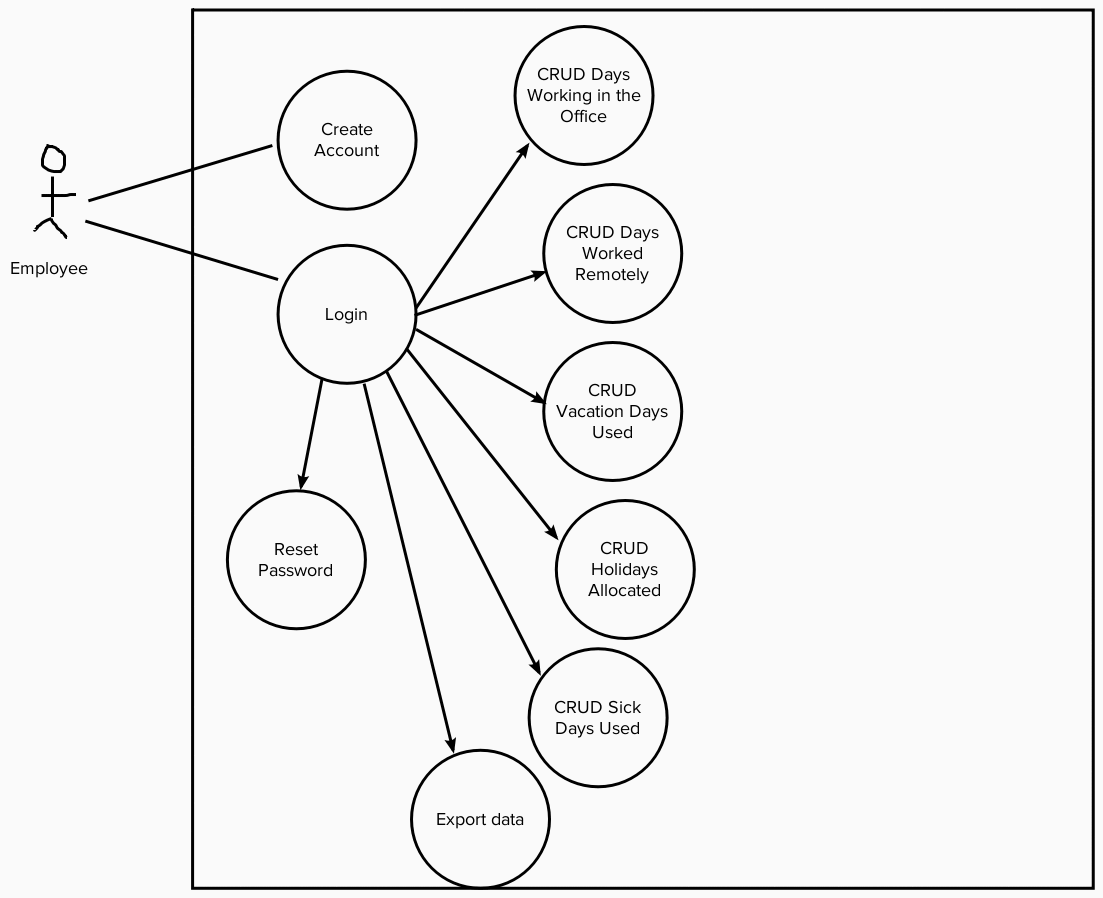 CRUD Days
Working in the
Office
Create
Account
CRUD Days
Worked
Remotely
Employee
Login
CRUD
Vacation Days
Used
Reset
Password
CRUD
Holidays
Allocated
CRUD Sick
Days Used
Export data